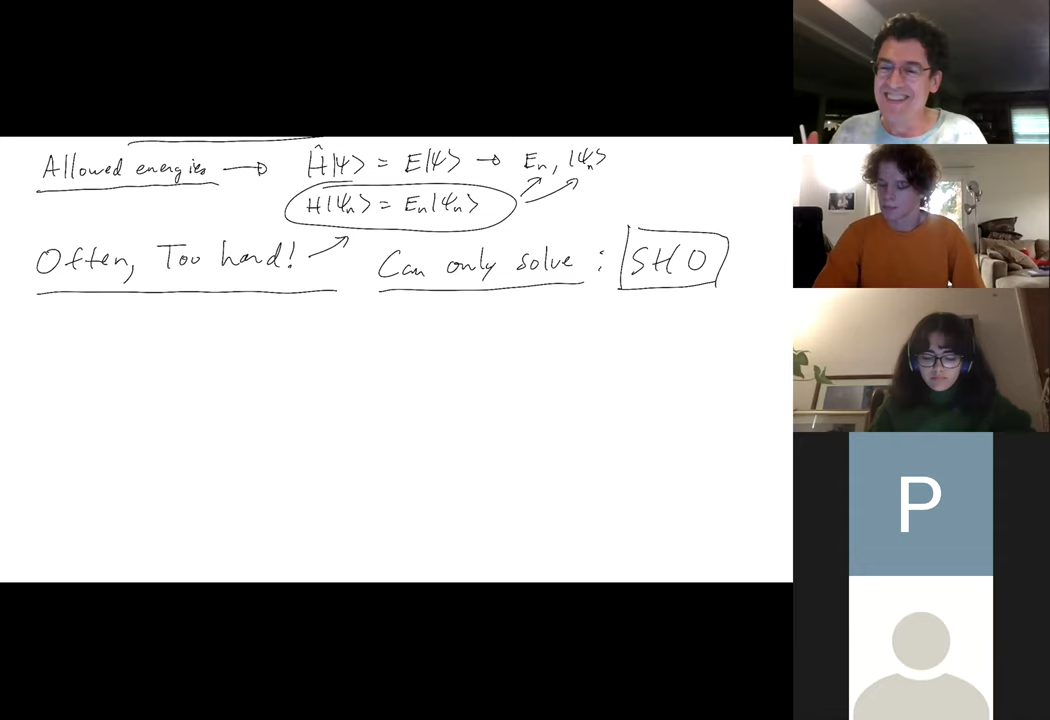 Allowed energies → Ĥ|ψ> = E|ψ> → Eₙ, |ψₙ>
H|ψₙ> = Eₙ|ψₙ>
Often, Too hard! → Can only solve : SHO
P